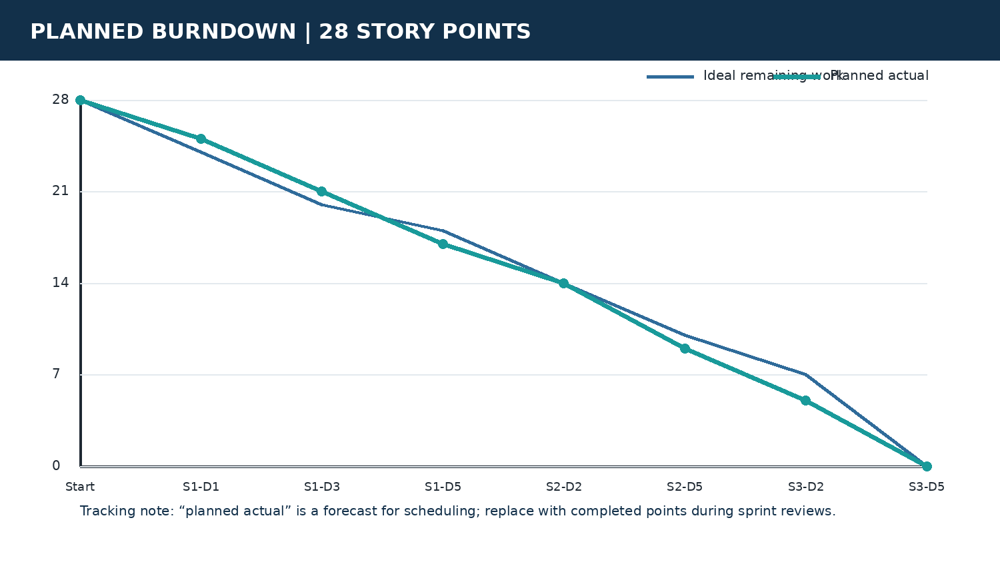 PLANNED BURNDOWN | 28 STORY POINTS
Ideal remaining work
Planned actual
28
21
14
7
0
Start S1-D1 S1-D3 S1-D5 S2-D2 S2-D5 S3-D2 S3-D5
Tracking note: “planned actual” is a forecast for scheduling; replace with completed points during sprint reviews.